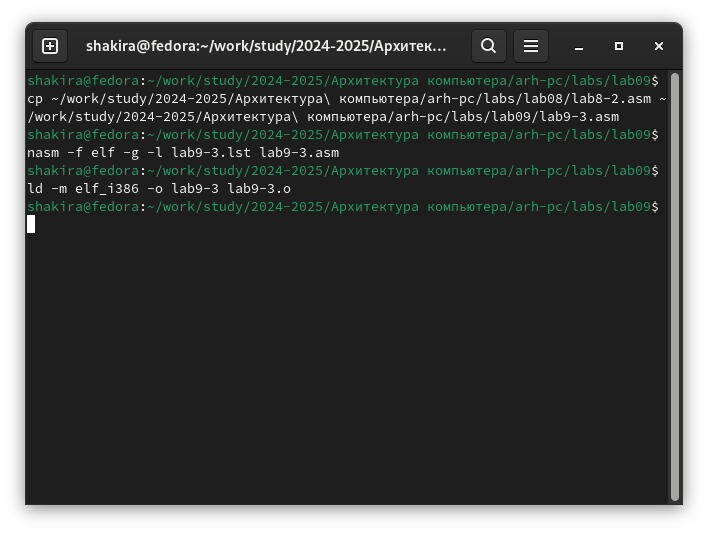 shakira@fedora:~/work/study/2024-2025/Архитек...
shakira@fedora:~/work/study/2024-2025/Архитектура компьютера/arh-pc/labs/lab09$
cp ~/work/study/2024-2025/Архитектура\ компьютера/arh-pc/labs/lab08/lab8-2.asm ~
/work/study/2024-2025/Архитектура\ компьютера/arh-pc/labs/lab09/lab9-3.asm
shakira@fedora:~/work/study/2024-2025/Архитектура компьютера/arh-pc/labs/lab09$
nasm -f elf -g -l lab9-3.lst lab9-3.asm
shakira@fedora:~/work/study/2024-2025/Архитектура компьютера/arh-pc/labs/lab09$
ld -m elf_i386 -o lab9-3 lab9-3.o
shakira@fedora:~/work/study/2024-2025/Архитектура компьютера/arh-pc/labs/lab09$